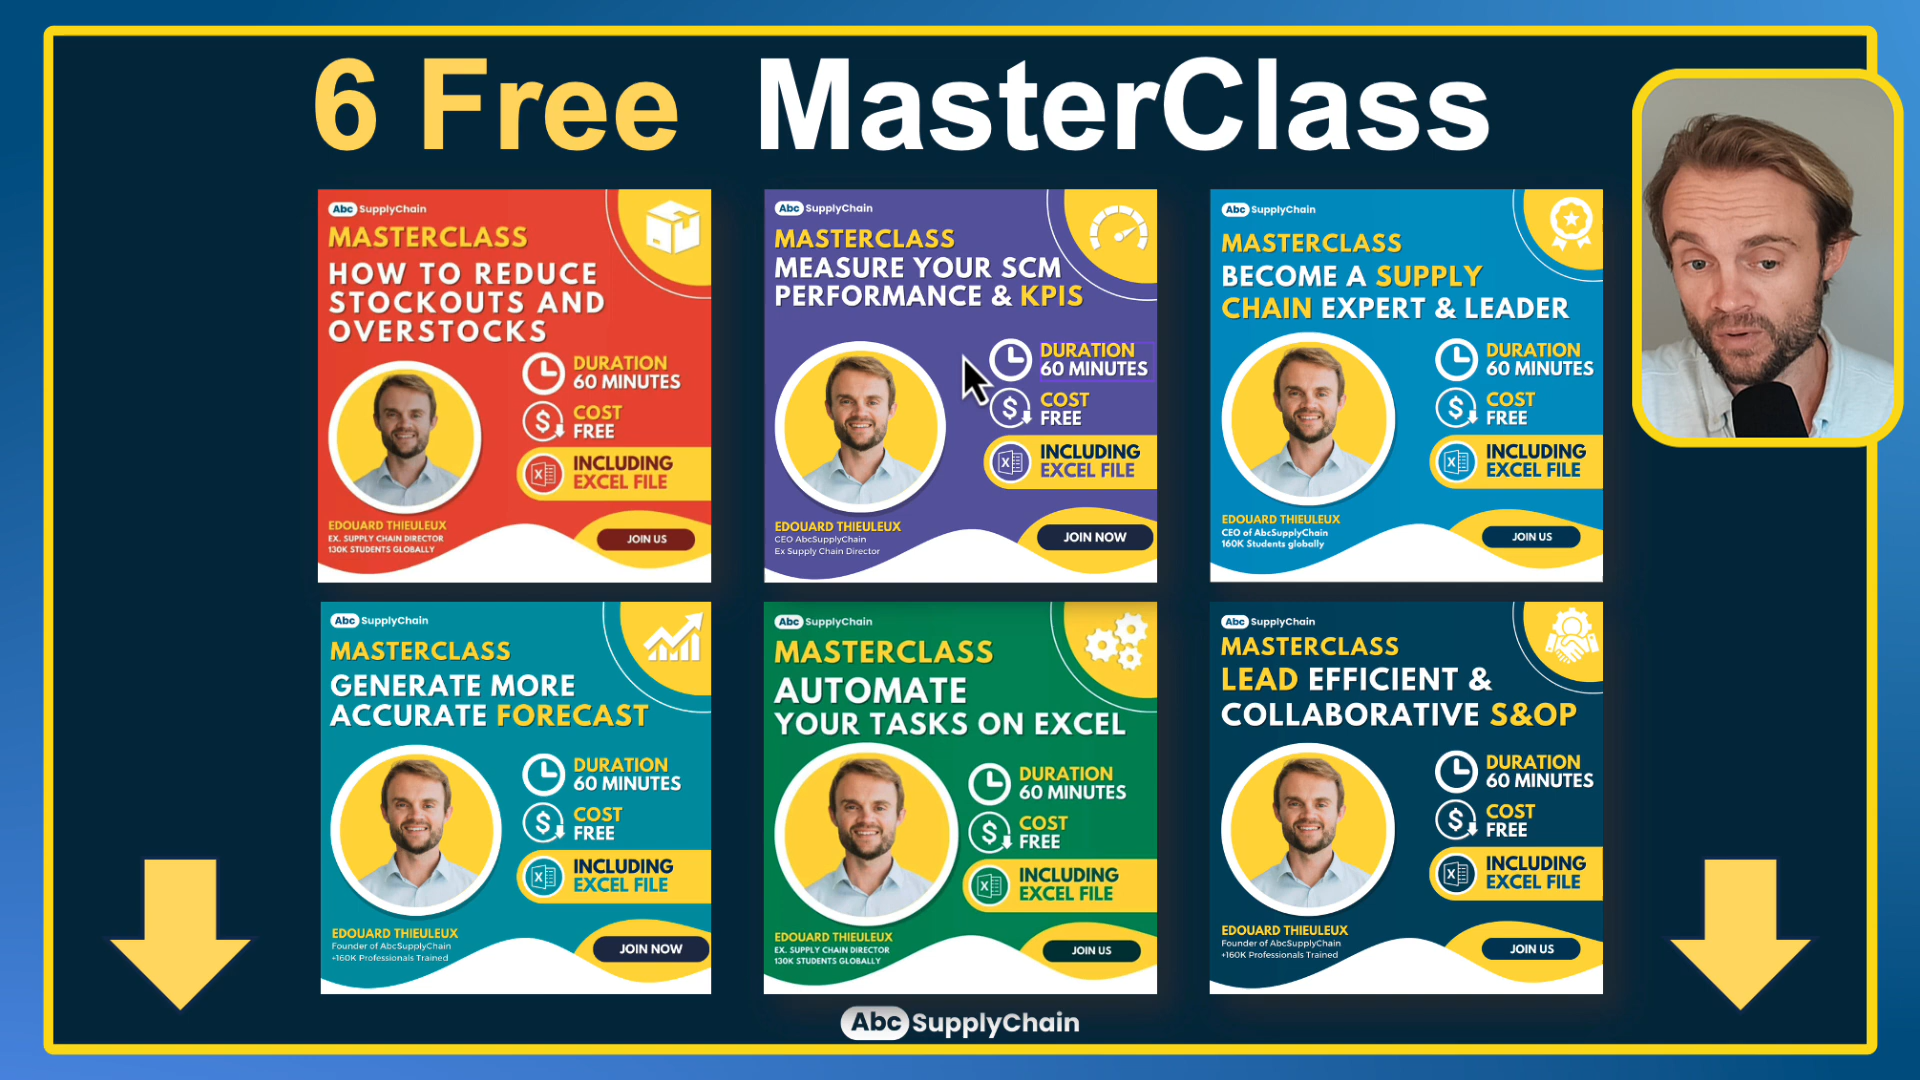 6 Free MasterClass
Abc SupplyChain
MASTERCLASS
HOW TO REDUCE
STOCKOUTS AND
OVERSTOCKS
DURATION
60 MINUTES
COST
FREE
INCLUDING
EXCEL FILE
EDOUARD THIEULEUX
EX. SUPPLY CHAIN DIRECTOR
130K STUDENTS GLOBALLY
JOIN US
Abc SupplyChain
MASTERCLASS
MEASURE YOUR SCM
PERFORMANCE & KPIS
DURATION
60 MINUTES
COST
FREE
INCLUDING
EXCEL FILE
EDOUARD THIEULEUX
CEO AbcSupplyChain
Ex Supply Chain Director
JOIN NOW
Abc SupplyChain
MASTERCLASS
BECOME A SUPPLY
CHAIN EXPERT & LEADER
DURATION
60 MINUTES
COST
FREE
INCLUDING
EXCEL FILE
EDOUARD THIEULEUX
CEO of AbcSupplyChain
160K Students globally
JOIN US
Abc SupplyChain
MASTERCLASS
GENERATE MORE
ACCURATE FORECAST
DURATION
60 MINUTES
COST
FREE
INCLUDING
EXCEL FILE
EDOUARD THIEULEUX
Founder of AbcSupplyChain
+160K Professionals Trained
JOIN NOW
Abc SupplyChain
MASTERCLASS
AUTOMATE
YOUR TASKS ON EXCEL
DURATION
60 MINUTES
COST
FREE
INCLUDING
EXCEL FILE
EDOUARD THIEULEUX
EX. SUPPLY CHAIN DIRECTOR
130K STUDENTS GLOBALLY
JOIN US
Abc SupplyChain
MASTERCLASS
LEAD EFFICIENT &
COLLABORATIVE S&OP
DURATION
60 MINUTES
COST
FREE
INCLUDING
EXCEL FILE
EDOUARD THIEULEUX
Founder of AbcSupplyChain
+160K Professionals Trained
JOIN US
Abc SupplyChain